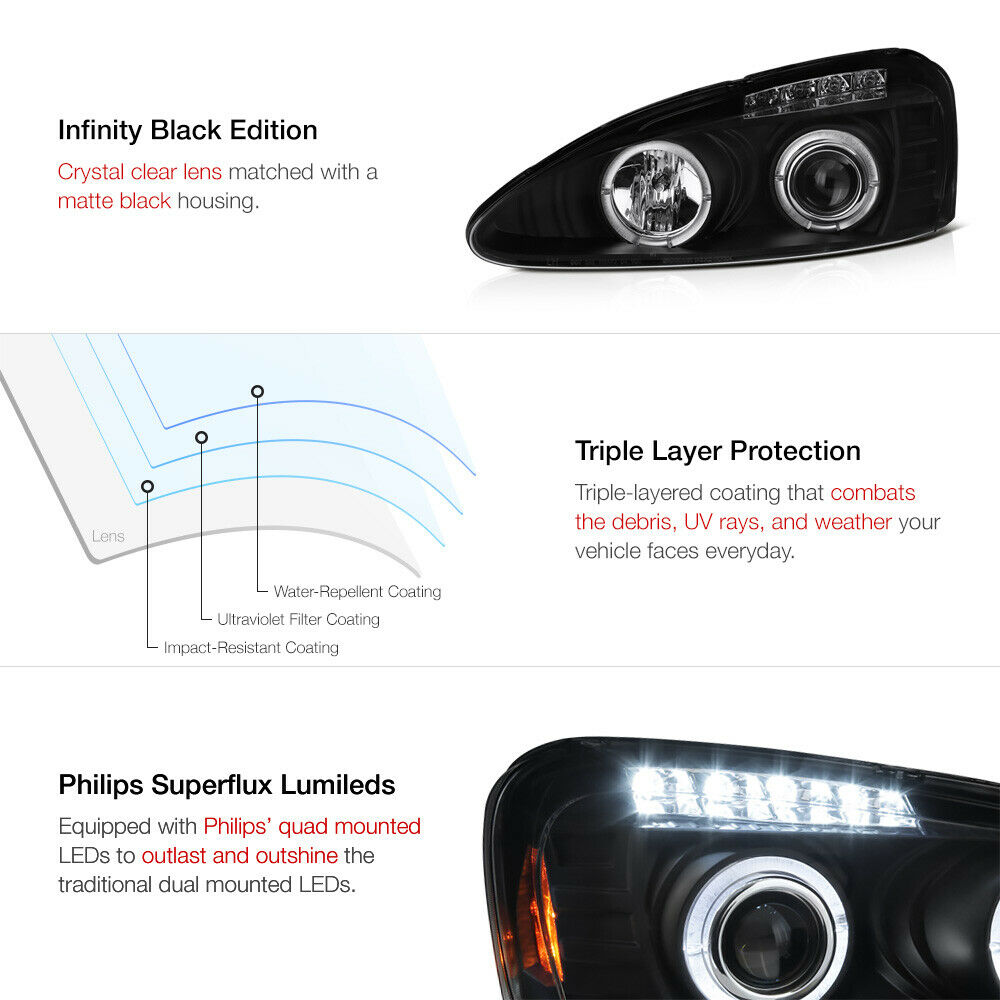 Infinity Black Edition
Crystal clear lens matched with a
matte black housing.
Lens
Water-Repellent Coating
Ultraviolet Filter Coating
Impact-Resistant Coating
Triple Layer Protection
Triple-layered coating that combats
the debris, UV rays, and weather your
vehicle faces everyday.
Philips Superflux Lumileds
Equipped with Philips’ quad mounted
LEDs to outlast and outshine the
traditional dual mounted LEDs.